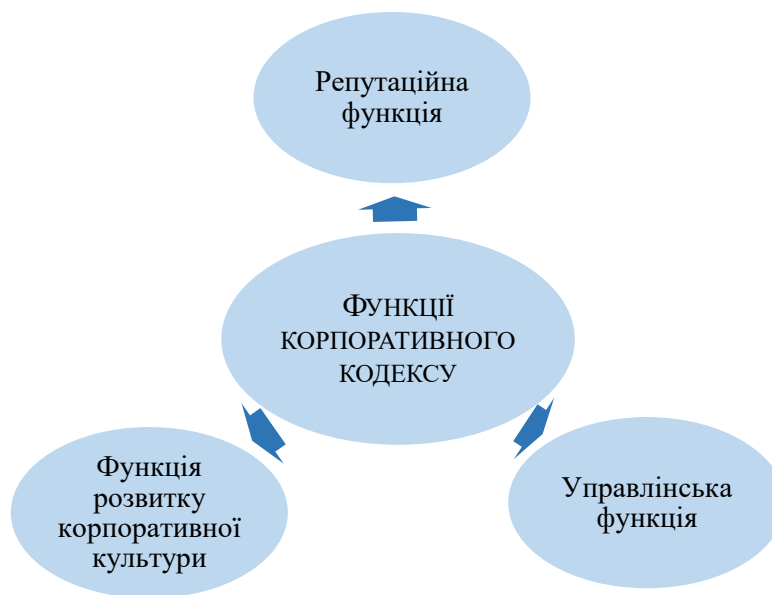 Репутаційна
функція
ФУНКЦІЇ
КОРПОРАТИВНОГО
КОДЕКСУ
Функція
розвитку
корпоративної
культури
Управлінська
функція